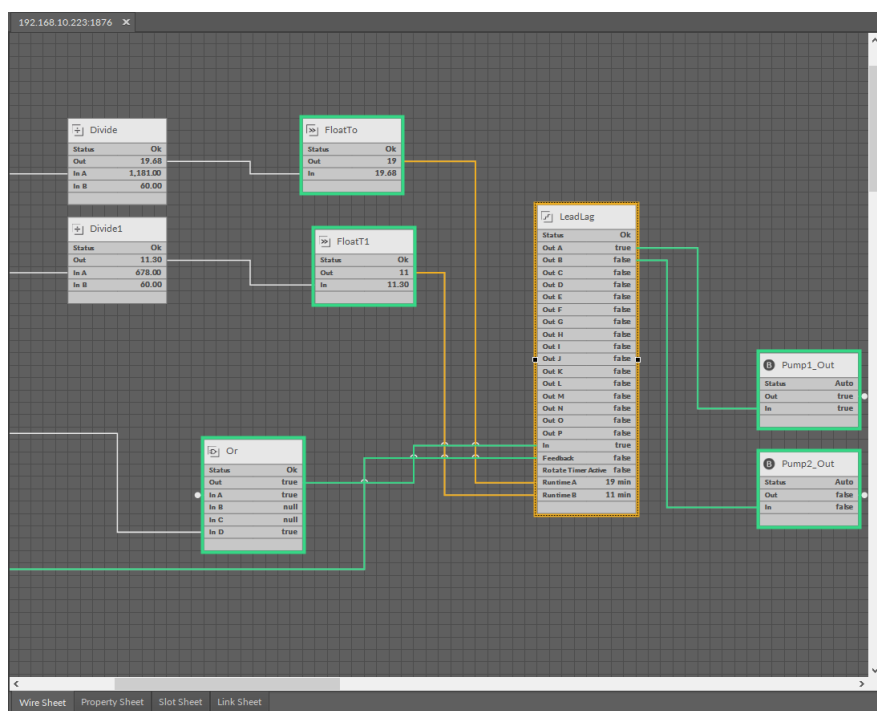 192.168.10.223:1876 ×
Divide
Status Ok
Out 19.68
In A 1,181.00
In B 60.00
FloatTo
Status Ok
Out 19
In 19.68
Divide1
Status Ok
Out 11.30
In A 678.00
In B 60.00
FloatT1
Status Ok
Out 11
In 11.30
LeadLag
Status Ok
Out A true
Out B false
Out C false
Out D false
Out E false
Out F false
Out G false
Out H false
Out I false
Out J false
Out K false
Out L false
Out M false
Out N false
Out O false
Out P false
In true
Feedback false
Rotate Timer Active false
Runtime A 19 min
Runtime B 11 min
Pump1_Out
Status Auto
Out true
In true
Or
Status Ok
Out true
In A true
In B null
In C null
In D true
Pump2_Out
Status Auto
Out false
In false
Wire Sheet Property Sheet Slot Sheet Link Sheet